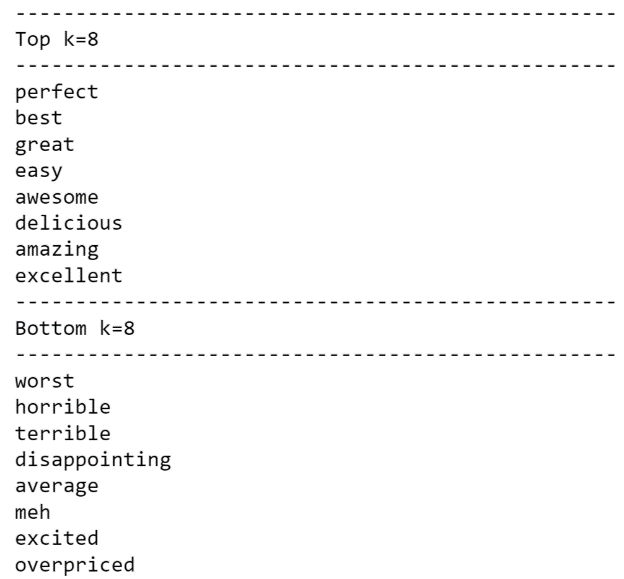 --------------------------------------------------
Top k=8
--------------------------------------------------
perfect
best
great
easy
awesome
delicious
amazing
excellent
--------------------------------------------------
Bottom k=8
--------------------------------------------------
worst
horrible
terrible
disappointing
average
meh
excited
overpriced